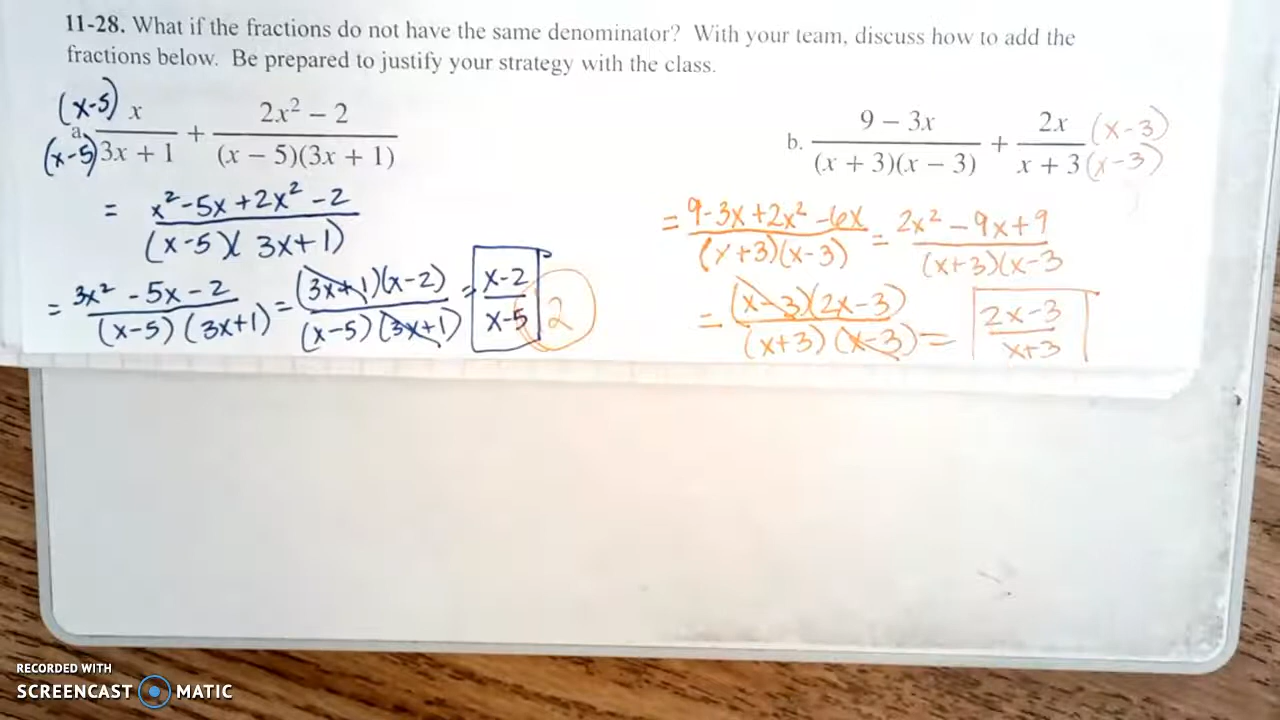 11-28. What if the fractions do not have the same denominator? With your team, discuss how to add the
fractions below. Be prepared to justify your strategy with the class.
a. (x-5) x / (x-5) 3x + 1 + 2x² − 2 / (x − 5)(3x + 1)
= x²-5x+2x²-2 / (x-5)(3x+1)
= 3x²-5x-2 / (x-5)(3x+1) = (3x+1)(x-2) / (x-5)(3x+1) = x-2 / x-5
2
b. 9 − 3x / (x + 3)(x − 3) + 2x (x-3) / x + 3 (x-3)
= 9-3x+2x²-6x / (x+3)(x-3) = 2x²-9x+9 / (x+3)(x-3
= (x-3)(2x-3) / (x+3)(x-3) = 2x-3 / x+3
RECORDED WITH
SCREENCAST MATIC